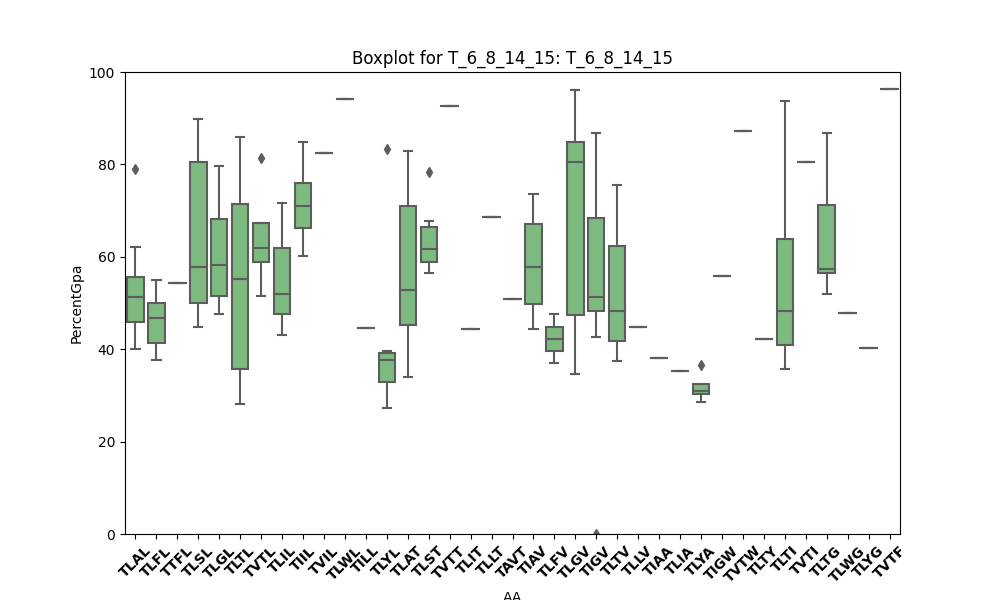 Boxplot for T_6_8_14_15: T_6_8_14_15
100
80
60
40
20
0
PercentGpa
TLAL TLFL TTFL TLSL TLGL TLTL TVTL TLIL TIIL TVIL TLWL TILL TLYL TLAT TLST TVTT TLIT TLLT TAVT TIAV TLFV TLGV TIGV TLTV TLLV TIAA TLIA TLYA TIGW TVTW TLTY TLTI TVTI TLTG TLWG TLYG TVTF
AA